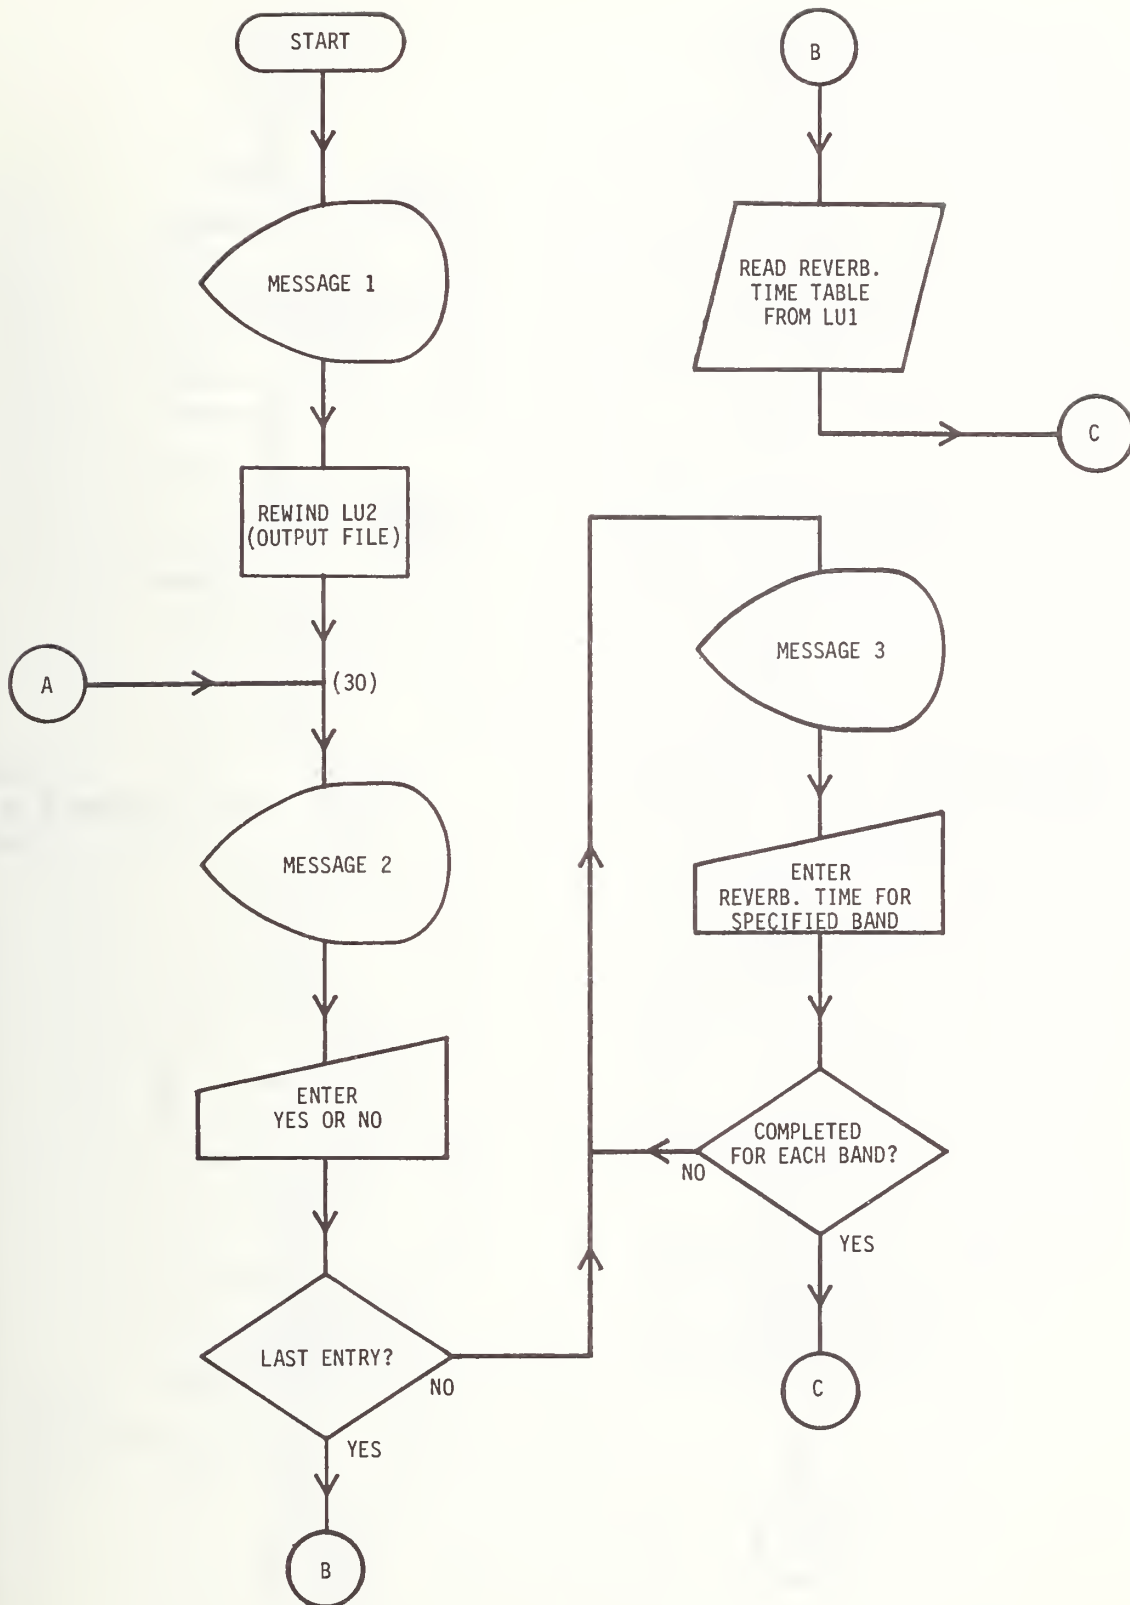 START
MESSAGE 1
REWIND LU2
(OUTPUT FILE)
A
(30)
MESSAGE 2
ENTER
YES OR NO
LAST ENTRY?
NO
YES
B
B
READ REVERB.
TIME TABLE
FROM LU1
C
MESSAGE 3
ENTER
REVERB. TIME FOR
SPECIFIED BAND
COMPLETED
FOR EACH BAND?
NO
YES
C